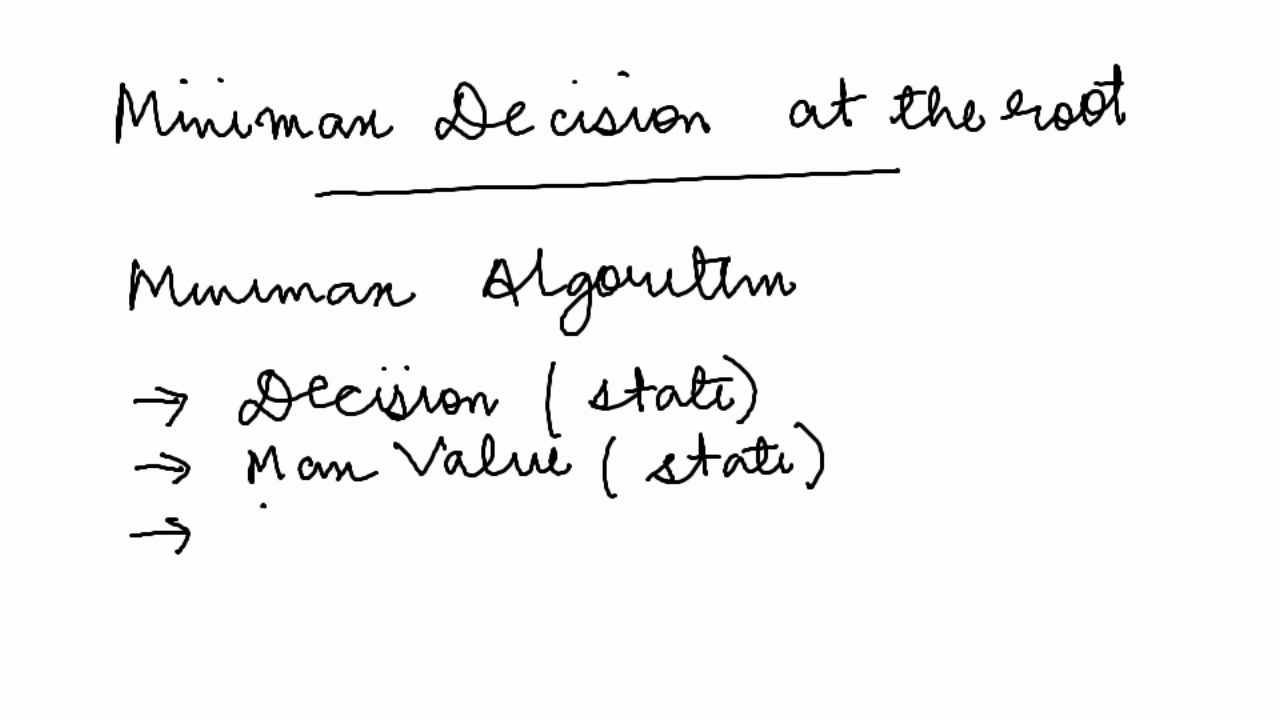 Minimax Decision at the root
Minimax Algorithm
→ Decision (state)
→ Max Value (state)
→